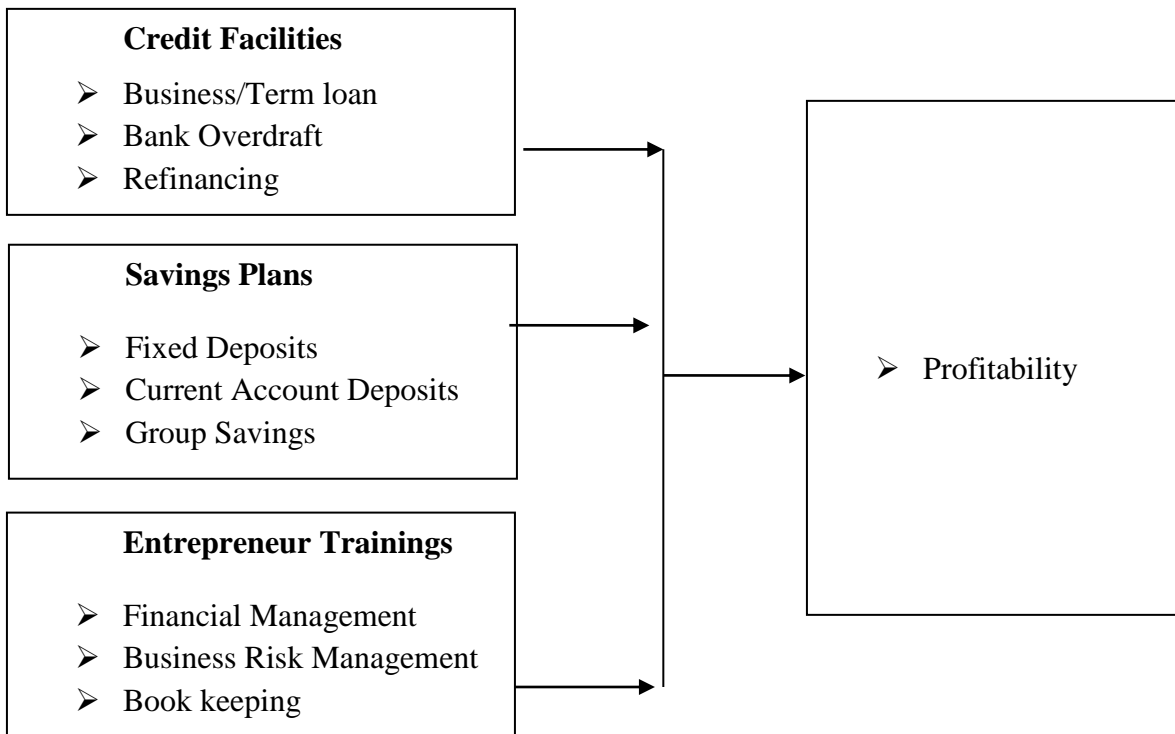 Credit Facilities
➢ Business/Term loan
➢ Bank Overdraft
➢ Refinancing
Savings Plans
➢ Fixed Deposits
➢ Current Account Deposits
➢ Group Savings
Entrepreneur Trainings
➢ Financial Management
➢ Business Risk Management
➢ Book keeping
➢ Profitability